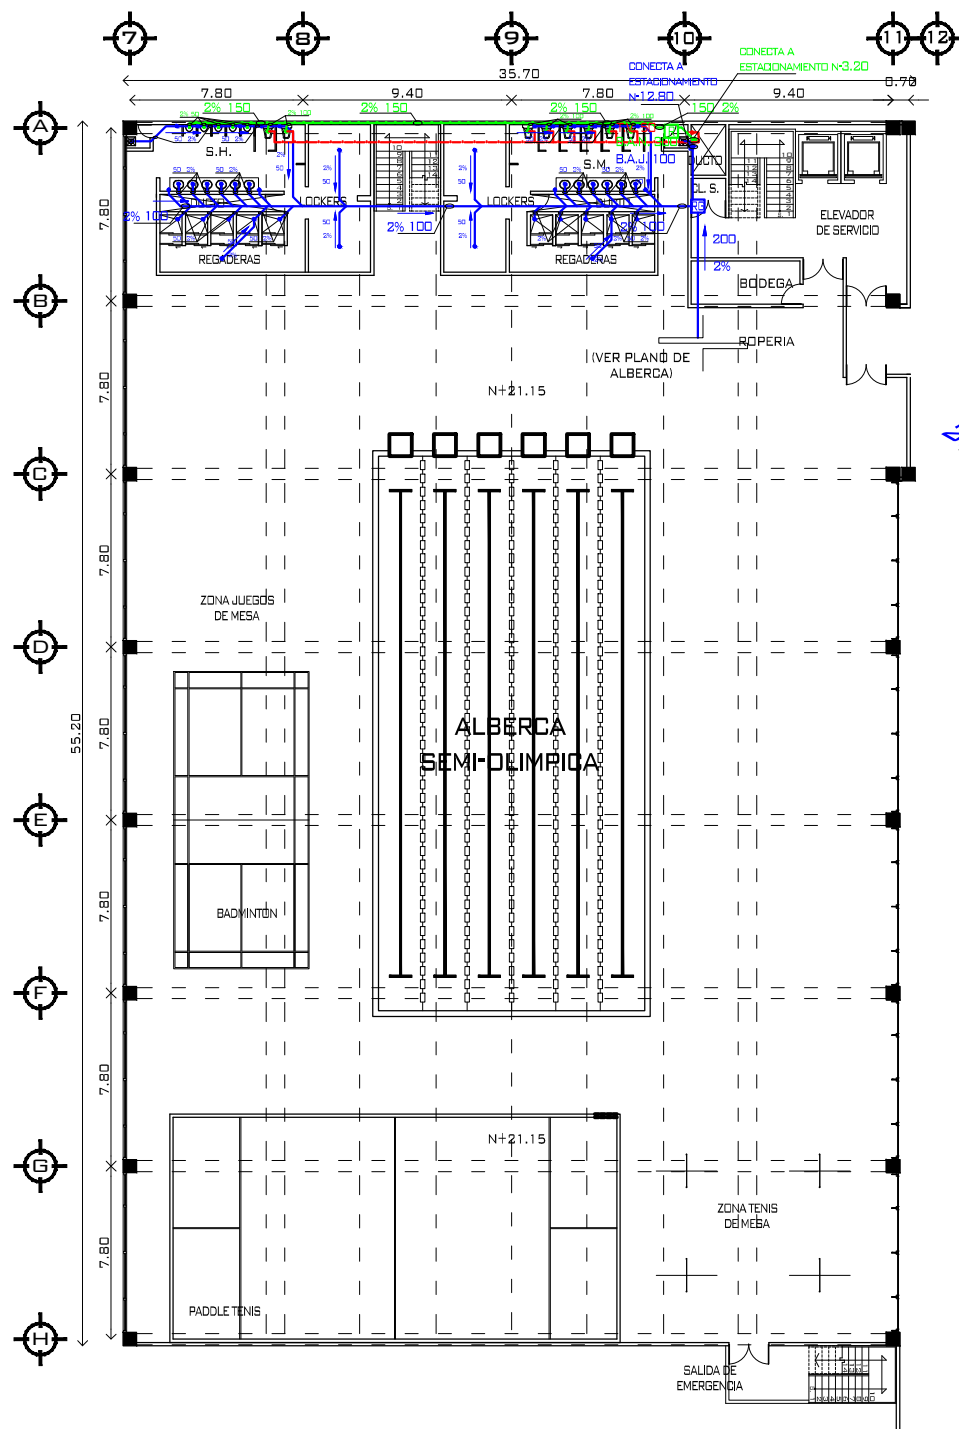 7
8
9
10
11
12
CONECTA A
ESTACIONAMIENTO N-3.20
CONECTA A
ESTACIONAMIENTO
N-12.80
35.70
0.70
7.80
9.40
7.80
9.40
2% 150
2% 150
2% 150
150 2%
A
S.H.
S.M.
B.A.J. 100
DUCTO
CL. S.
DUCTO
LOCKERS
LOCKERS
DUCTO
2% 100
2% 100
2% 100
200
2%
ELEVADOR
DE SERVICIO
REGADERAS
REGADERAS
7.80
B
BODEGA
ROPERIA
(VER PLANO DE
ALBERCA)
N+21.15
7.80
C
7.80
ZONA JUEGOS
DE MESA
D
55.20
7.80
ALBERCA
SEMI-OLIMPICA
E
7.80
BADMINTON
F
7.80
N+21.15
G
ZONA TENIS
DE MESA
7.80
PADDLE TENIS
H
SALIDA DE
EMERGENCIA